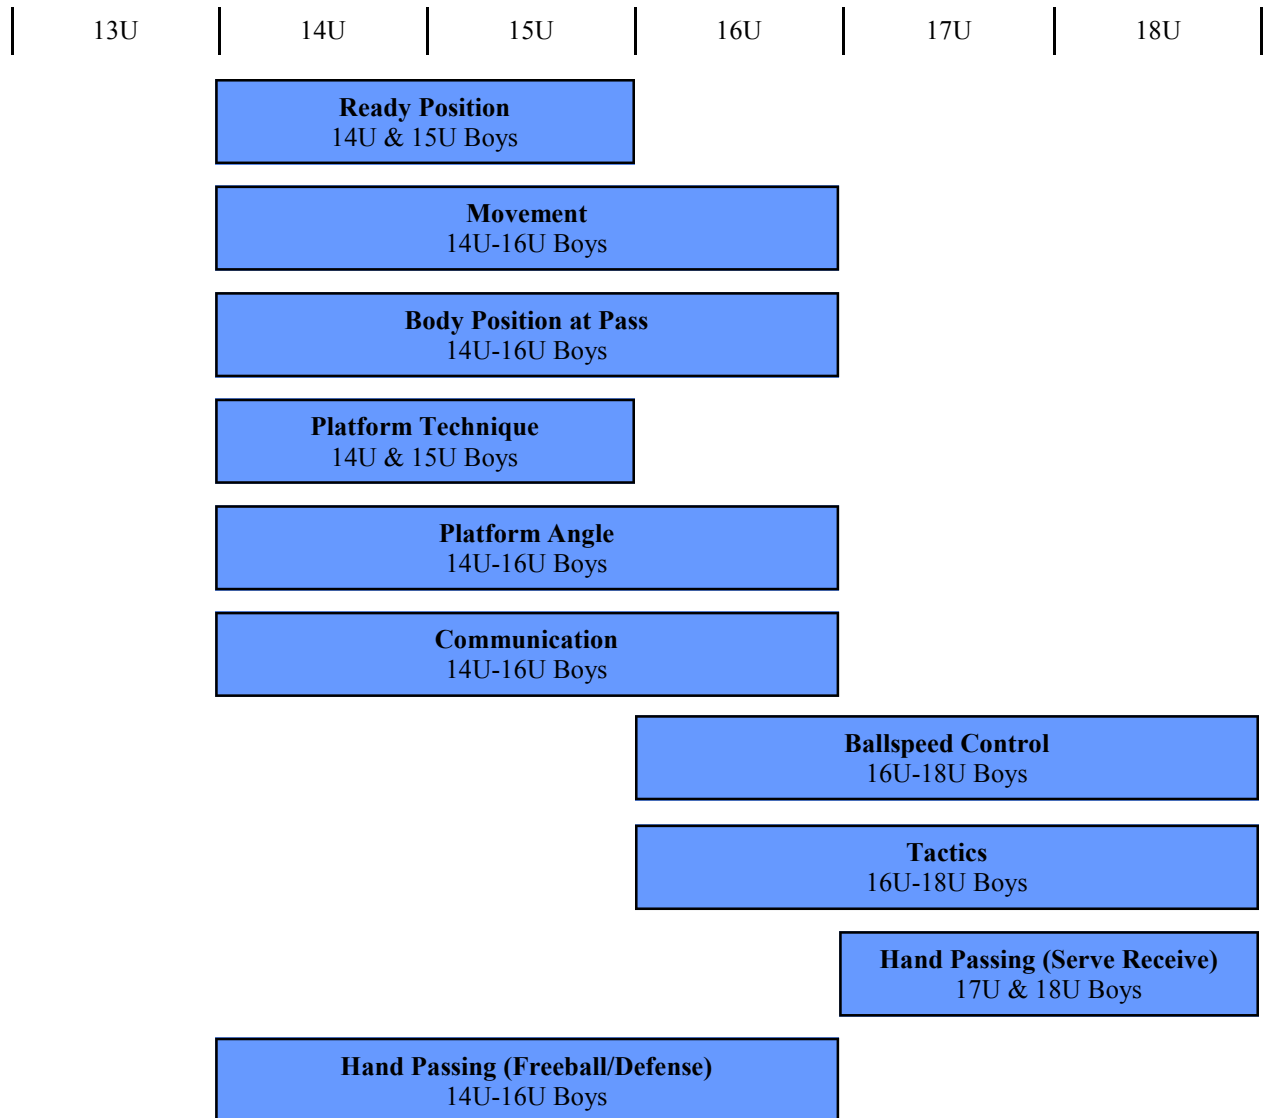 13U 14U 15U 16U 17U 18U
Ready Position
14U & 15U Boys
Movement
14U-16U Boys
Body Position at Pass
14U-16U Boys
Platform Technique
14U & 15U Boys
Platform Angle
14U-16U Boys
Communication
14U-16U Boys
Ballspeed Control
16U-18U Boys
Tactics
16U-18U Boys
Hand Passing (Serve Receive)
17U & 18U Boys
Hand Passing (Freeball/Defense)
14U-16U Boys